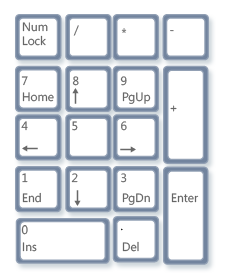 Num / * -
Lock
7 8 9
Home ↑ PgUp
+
4 5 6
← →
1 2 3
End ↓ PgDn Enter
0 .
Ins Del